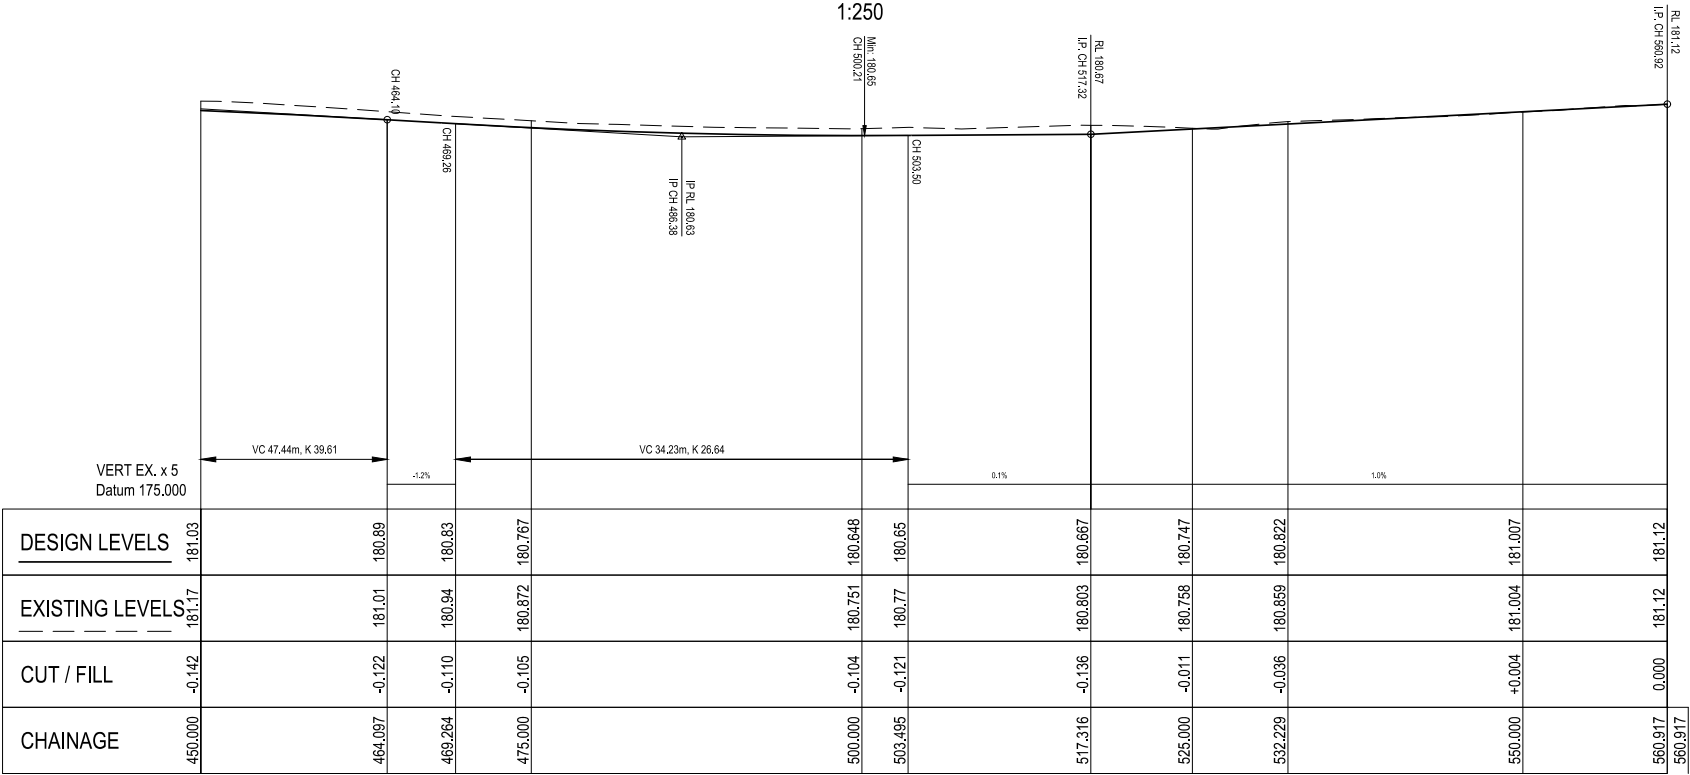 1:250
RL 181.12
I.P. CH 560.92
Min: 180.65
CH 500.21
RL 180.67
I.P. CH 517.32
CH 464.10
CH 469.26
CH 503.50
IP RL 180.63
IP CH 486.38
VC 47.44m, K 39.61
VC 34.23m, K 26.64
-1.2%
0.1%
1.0%
VERT EX. x 5
Datum 175.000
DESIGN LEVELS 181.03 180.89 180.83 180.767 180.648 180.65 180.667 180.747 180.822 181.007 181.12
EXISTING LEVELS 181.17 181.01 180.94 180.872 180.751 180.77 180.803 180.758 180.859 181.004 181.12
CUT / FILL -0.142 -0.122 -0.110 -0.105 -0.104 -0.121 -0.136 -0.011 -0.036 +0.004 0.000
CHAINAGE 450.000 464.097 469.264 475.000 500.000 503.495 517.316 525.000 532.229 550.000 560.917 560.917